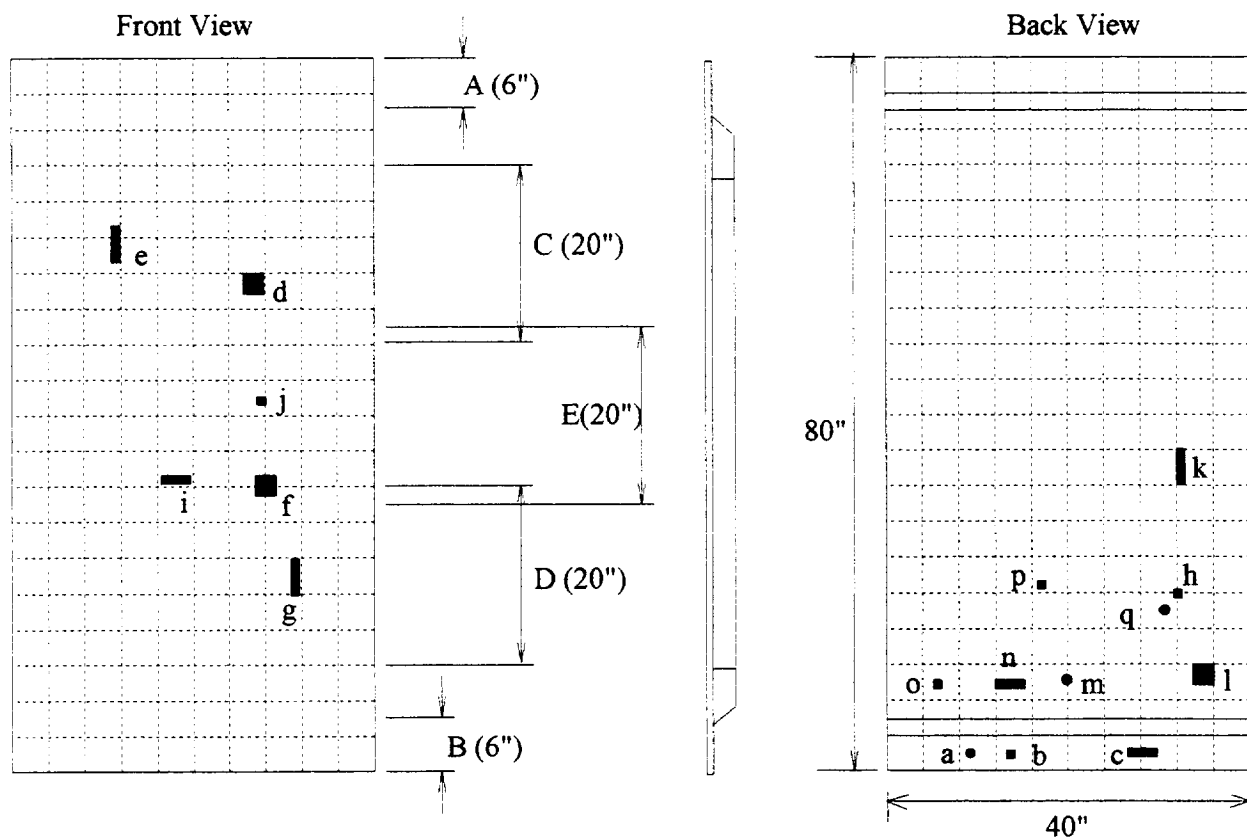 Front View
Back View
A (6")
e
d
C (20")
j
E(20")
80"
i
f
k
D (20")
g
p
h
q
n
o
m
l
B (6")
a
b
c
40"